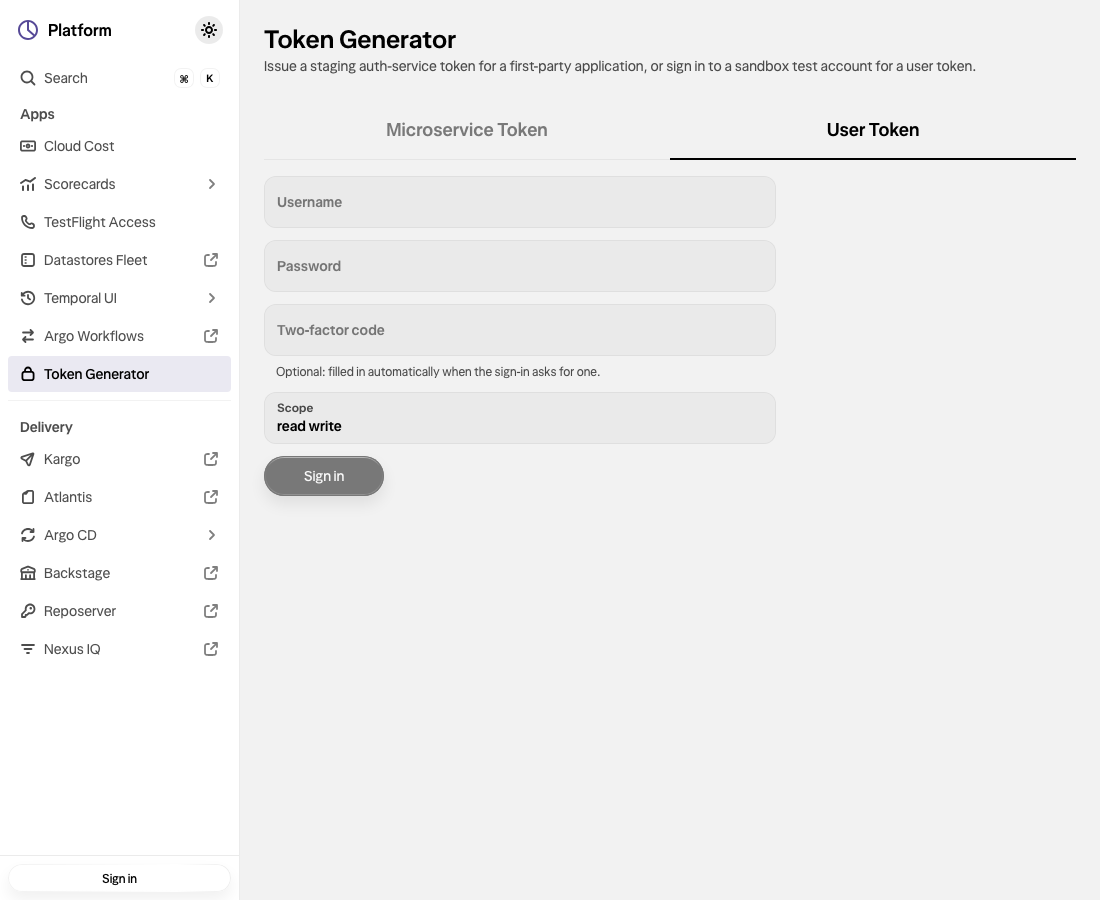 Platform
Search
⌘ K
Apps
Cloud Cost
Scorecards
TestFlight Access
Datastores Fleet
Temporal UI
Argo Workflows
Token Generator
Delivery
Kargo
Atlantis
Argo CD
Backstage
Reposerver
Nexus IQ
Sign in
Token Generator
Issue a staging auth-service token for a first-party application, or sign in to a sandbox test account for a user token.
Microservice Token
User Token
Username
Password
Two-factor code
Optional: filled in automatically when the sign-in asks for one.
Scope
read write
Sign in